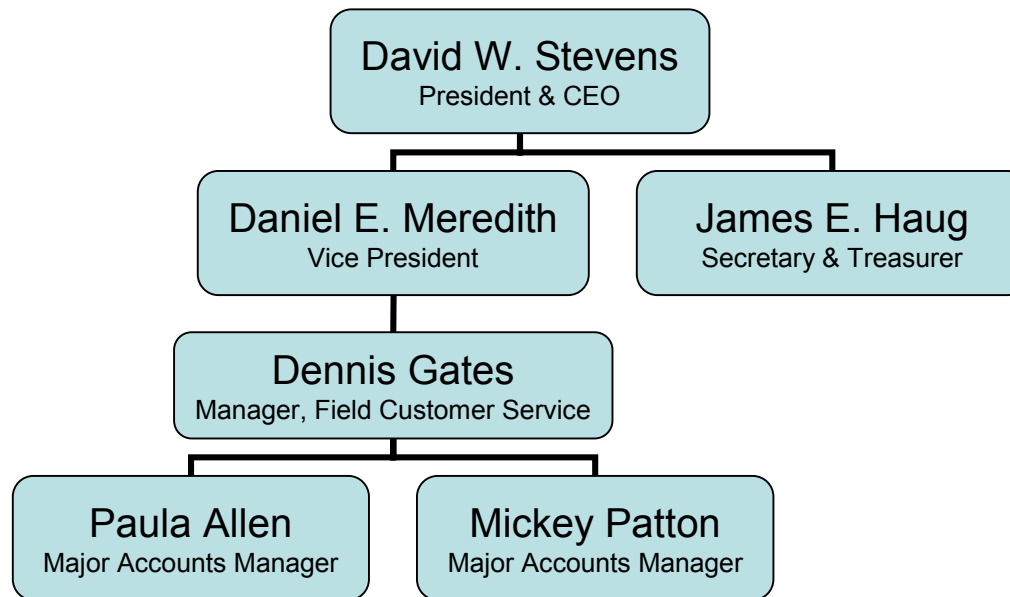 David W. Stevens
President & CEO
Daniel E. Meredith
Vice President
James E. Haug
Secretary & Treasurer
Dennis Gates
Manager, Field Customer Service
Paula Allen
Major Accounts Manager
Mickey Patton
Major Accounts Manager